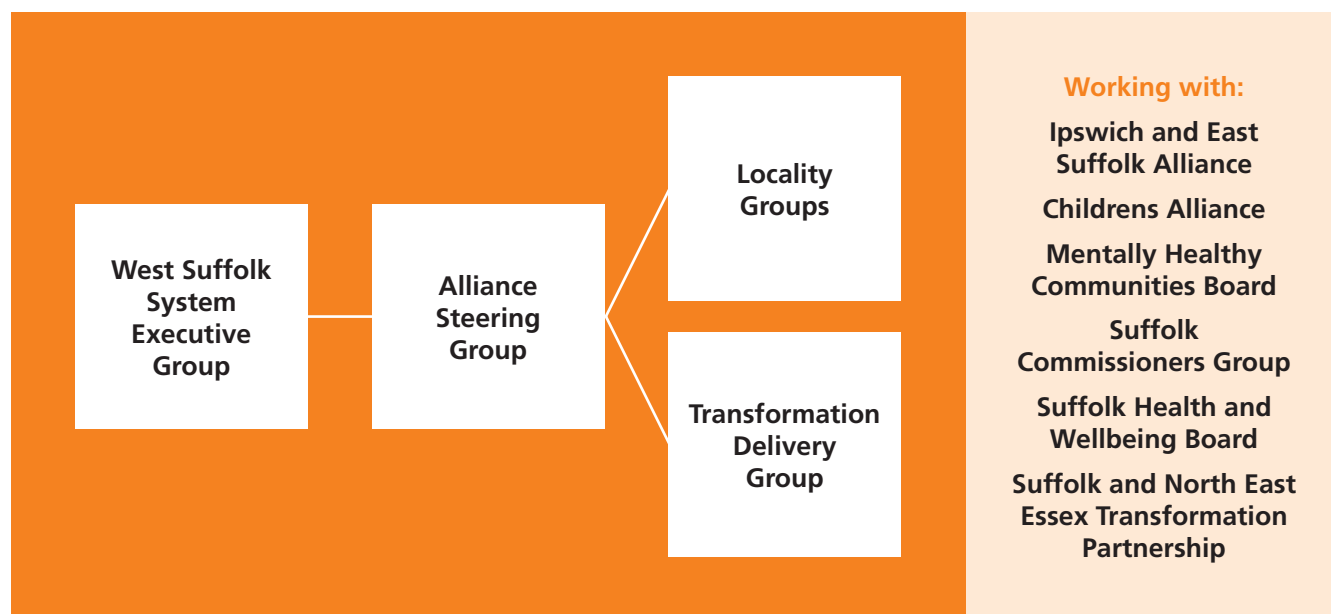 West Suffolk
System
Executive
Group
Alliance
Steering
Group
Locality
Groups
Transformation
Delivery
Group
Working with:
Ipswich and East
Suffolk Alliance
Childrens Alliance
Mentally Healthy
Communities Board
Suffolk
Commissioners Group
Suffolk Health and
Wellbeing Board
Suffolk and North East
Essex Transformation
Partnership